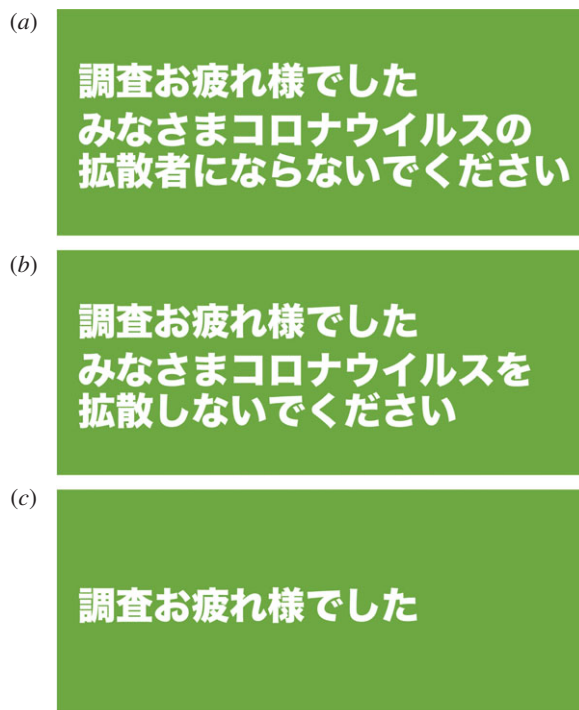 (a)
調査お疲れ様でした
みなさまコロナウイルスの
拡散者にならないでください
(b)
調査お疲れ様でした
みなさまコロナウイルスを
拡散しないでください
(c)
調査お疲れ様でした